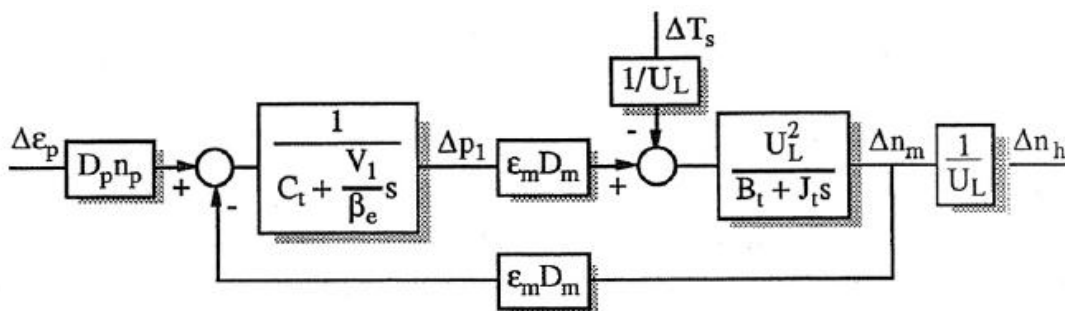 ΔT_s
1/U_L
Δε_p
D_p n_p
+
-
1
C_t + V_1/β_e s
Δp_1
ε_m D_m
+
-
U_L^2
B_t + J_t s
Δn_m
1/U_L
Δn_h
ε_m D_m